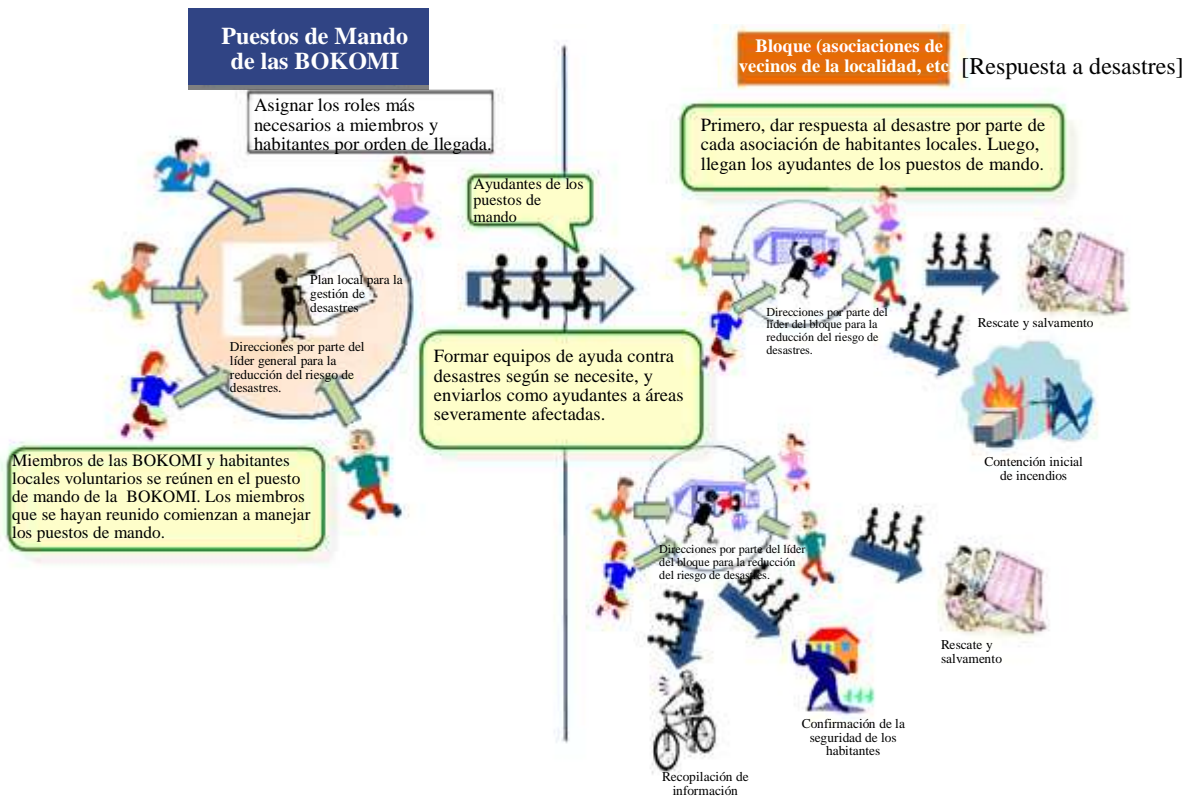 Puestos de Mando
de las BOKOMI
Asignar los roles más
necesarios a miembros y
habitantes por orden de llegada.
Plan local para la
gestión de
desastres
Direcciones por parte del
líder general para la
reducción del riesgo de
desastres.
Miembros de las BOKOMI y habitantes
locales voluntarios se reúnen en el puesto
de mando de la BOKOMI. Los miembros
que se hayan reunido comienzan a manejar
los puestos de mando.
Ayudantes de los
puestos de
mando
Formar equipos de ayuda contra
desastres según se necesite, y
enviarlos como ayudantes a áreas
severamente afectadas.
Bloque (asociaciones de
vecinos de la localidad, etc
[Respuesta a desastres]
Primero, dar respuesta al desastre por parte de
cada asociación de habitantes locales. Luego,
llegan los ayudantes de los puestos de mando.
Direcciones por parte del
líder del bloque para la
reducción del riesgo de
desastres.
Rescate y salvamento
Contención inicial
de incendios
Direcciones por parte del líder
del bloque para la reducción
del riesgo de desastres.
Rescate y
salvamento
Confirmación de la
seguridad de los
habitantes
Recopilación de
información